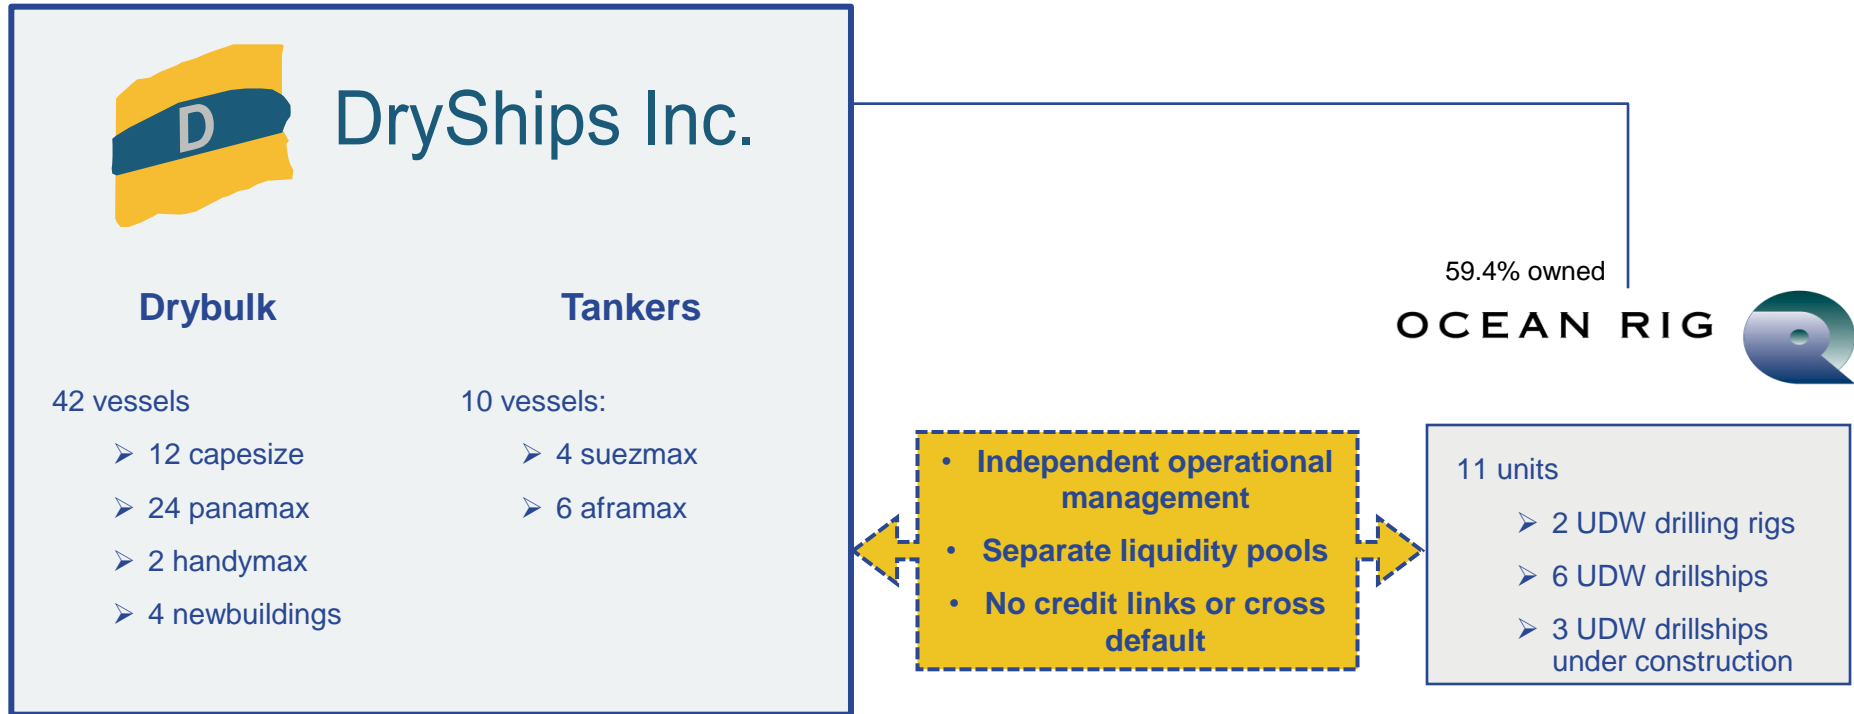 D
DryShips Inc.
Drybulk
42 vessels
➢ 12 capesize
➢ 24 panamax
➢ 2 handymax
➢ 4 newbuildings
Tankers
10 vessels:
➢ 4 suezmax
➢ 6 aframax
• Independent operational
management
• Separate liquidity pools
• No credit links or cross
default
59.4% owned
OCEAN RIG
11 units
➢ 2 UDW drilling rigs
➢ 6 UDW drillships
➢ 3 UDW drillships
under construction